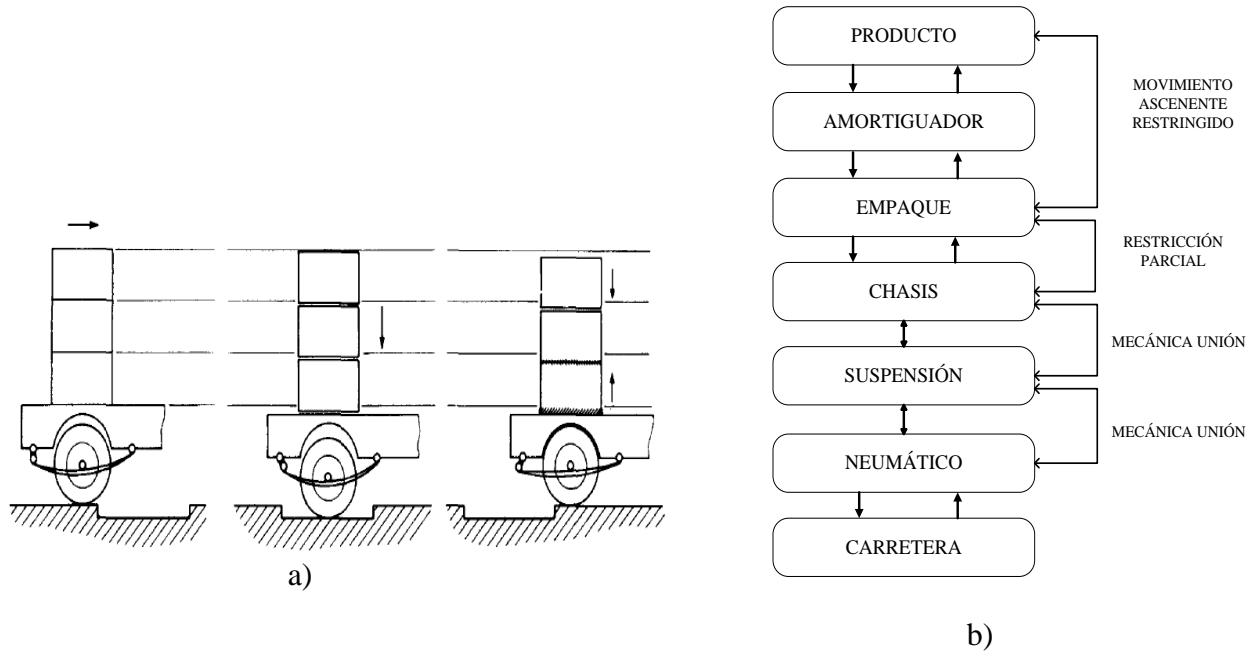 a)
PRODUCTO
AMORTIGUADOR
EMPAQUE
CHASIS
SUSPENSIÓN
NEUMÁTICO
CARRETERA
MOVIMIENTO
ASCENENTE
RESTRINGIDO
RESTRICCIÓN
PARCIAL
MECÁNICA UNIÓN
MECÁNICA UNIÓN
b)